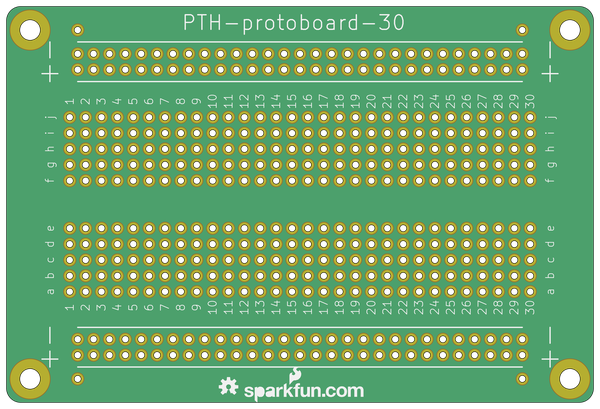 PTH-protoboard-30
− −
+ +
1 2 3 4 5 6 7 8 9 10 11 12 13 14 15 16 17 18 19 20 21 22 23 24 25 26 27 28 29 30
j j
i i
h h
g g
f f
e e
d d
c c
b b
a a
1 2 3 4 5 6 7 8 9 10 11 12 13 14 15 16 17 18 19 20 21 22 23 24 25 26 27 28 29 30
− −
+ +
sparkfun.com